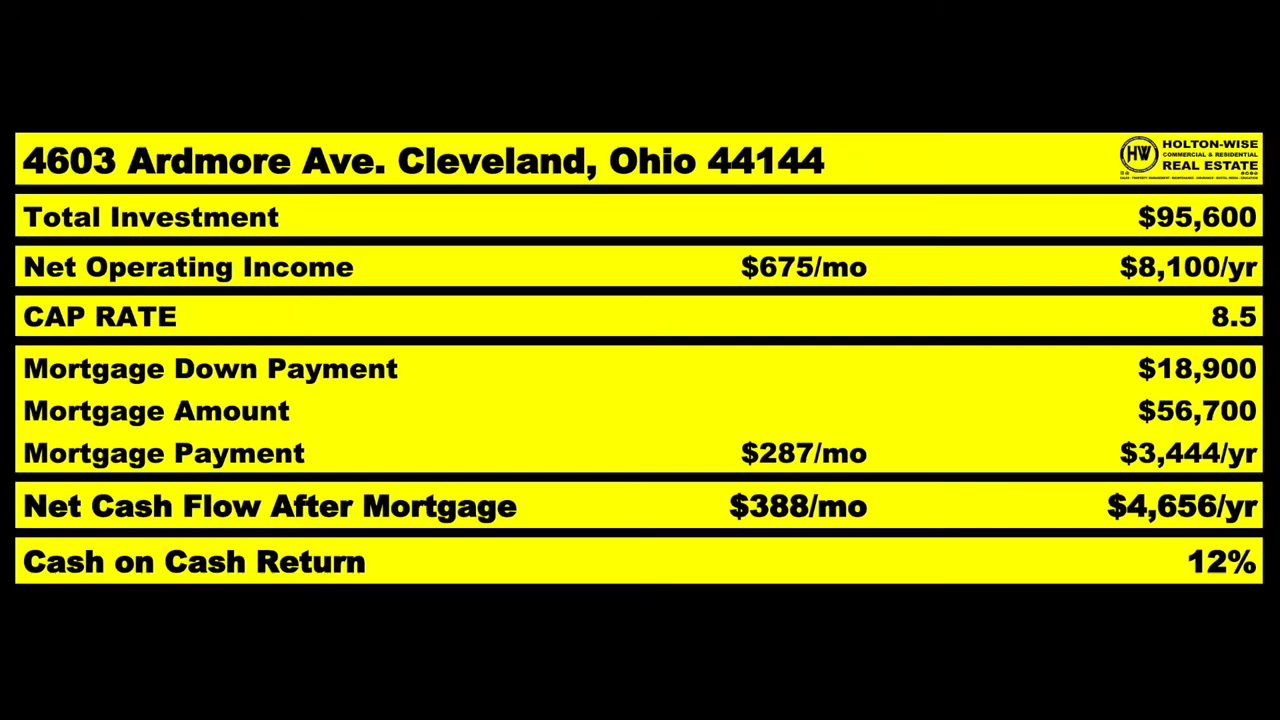 4603 Ardmore Ave. Cleveland, Ohio 44144
HW
HOLTON-WISE
COMMERCIAL & RESIDENTIAL
REAL ESTATE
Total Investment $95,600
Net Operating Income $675/mo $8,100/yr
CAP RATE 8.5
Mortgage Down Payment $18,900
Mortgage Amount $56,700
Mortgage Payment $287/mo $3,444/yr
Net Cash Flow After Mortgage $388/mo $4,656/yr
Cash on Cash Return 12%